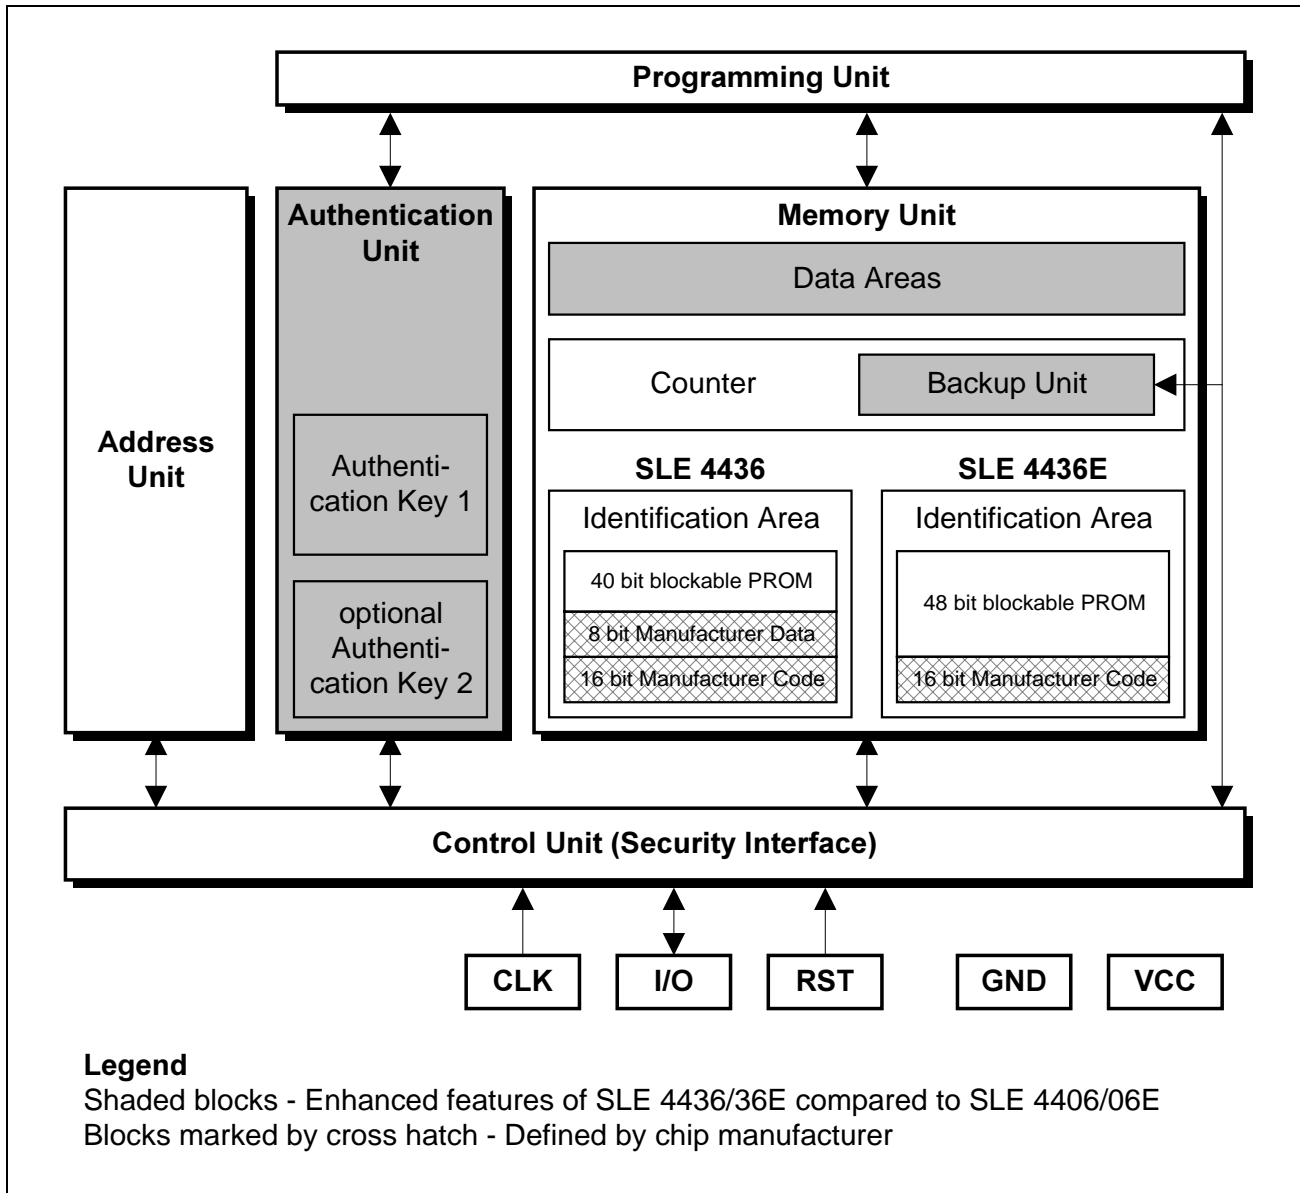 Programming Unit
Address
Unit
Authentication
Unit
Authenti-
cation Key 1
optional
Authenti-
cation Key 2
Memory Unit
Data Areas
Counter
Backup Unit
SLE 4436
Identification Area
40 bit blockable PROM
8 bit Manufacturer Data
16 bit Manufacturer Code
SLE 4436E
Identification Area
48 bit blockable PROM
16 bit Manufacturer Code
Control Unit (Security Interface)
CLK
I/O
RST
GND
VCC
Legend
Shaded blocks - Enhanced features of SLE 4436/36E compared to SLE 4406/06E
Blocks marked by cross hatch - Defined by chip manufacturer